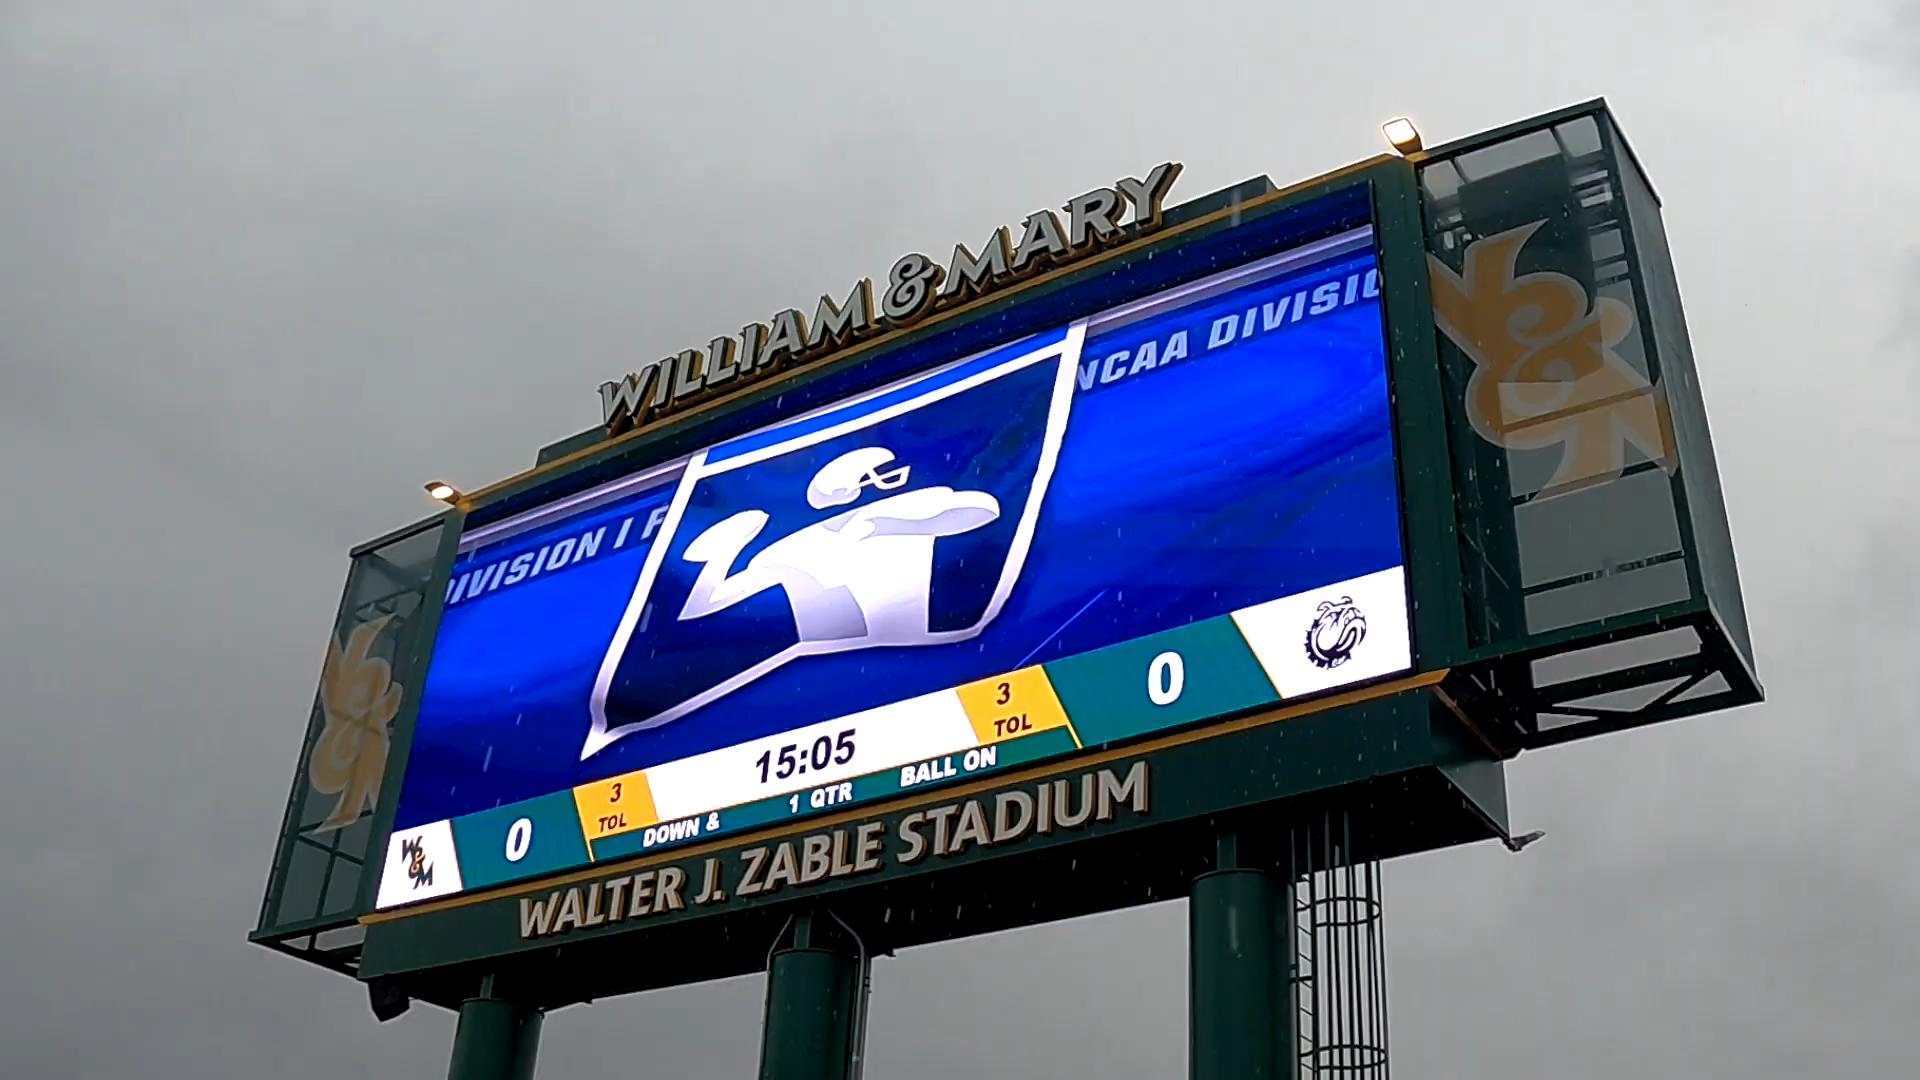 WILLIAM & MARY
NCAA DIVISIO
DIVISION I F
W&M
0
3
TOL
15:05
3
TOL
0
DOWN &
1 QTR
BALL ON
WALTER J. ZABLE STADIUM